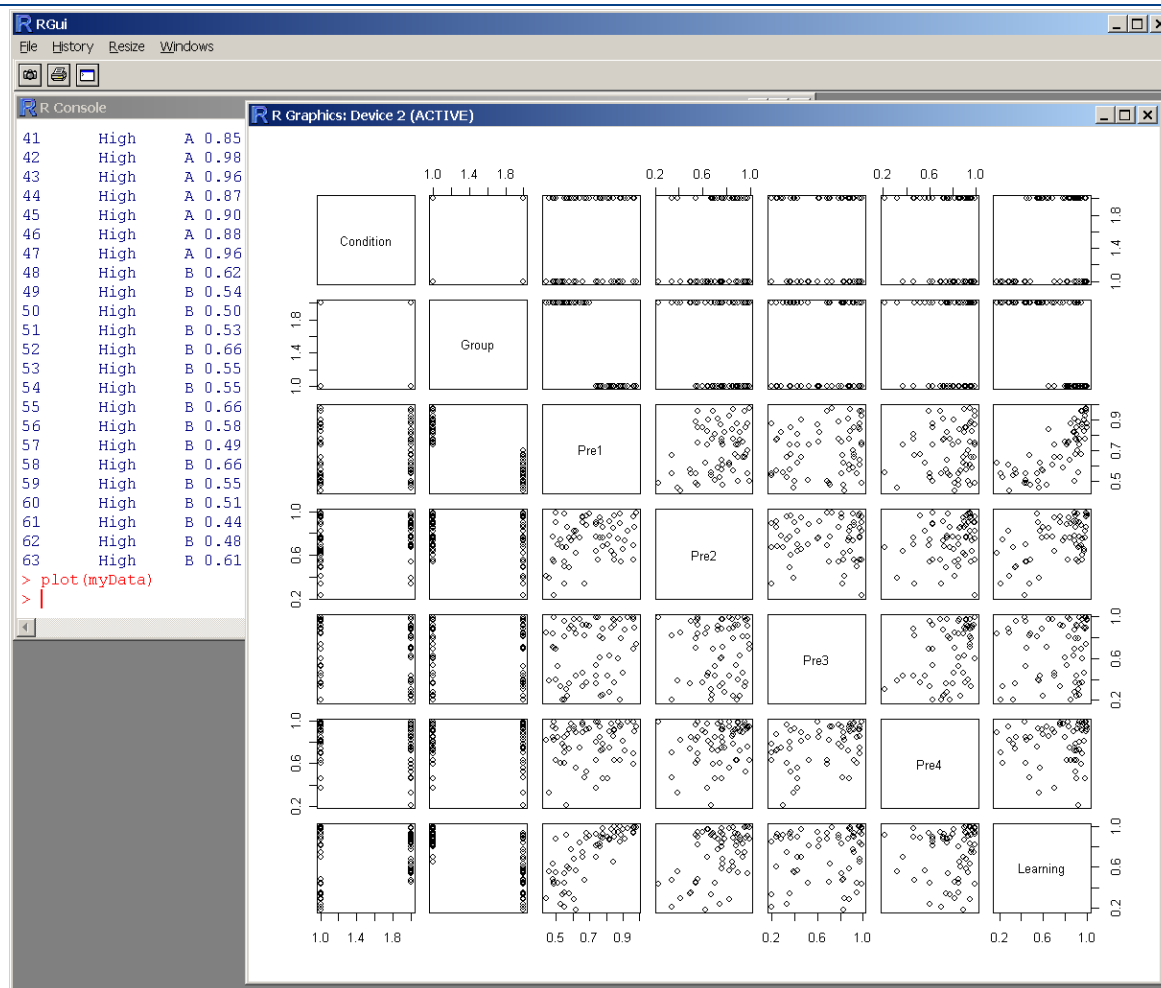 RGui
File History Resize Windows
R Console
41 High A 0.85
42 High A 0.98
43 High A 0.96
44 High A 0.87
45 High A 0.90
46 High A 0.88
47 High A 0.96
48 High B 0.62
49 High B 0.54
50 High B 0.50
51 High B 0.53
52 High B 0.66
53 High B 0.55
54 High B 0.55
55 High B 0.66
56 High B 0.58
57 High B 0.49
58 High B 0.66
59 High B 0.55
60 High B 0.51
61 High B 0.44
62 High B 0.48
63 High B 0.61
> plot(myData)
>
R Graphics: Device 2 (ACTIVE)
1.0 1.4 1.8 0.2 0.6 1.0 0.2 0.6 1.0
Condition
1.0 1.4 1.8
1.0 1.4 1.8
Group
Pre1
0.5 0.7 0.9
0.2 0.6 1.0
Pre2
Pre3
0.2 0.6 1.0
0.2 0.6 1.0
Pre4
Learning
0.2 0.6 1.0
1.0 1.4 1.8 0.5 0.7 0.9 0.2 0.6 1.0 0.2 0.6 1.0